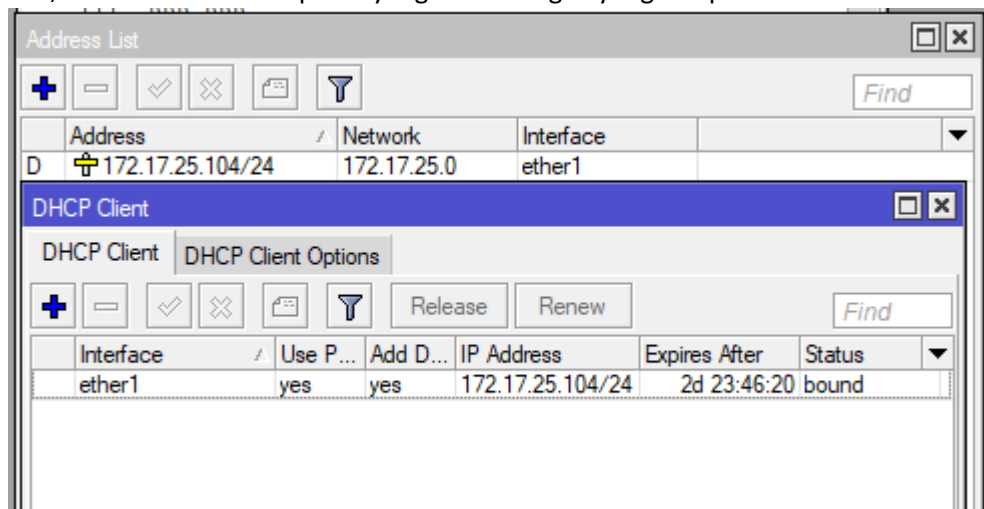 Address List
Find
Address Network Interface
D 172.17.25.104/24 172.17.25.0 ether1
DHCP Client
DHCP Client DHCP Client Options
Release Renew Find
Interface Use P... Add D... IP Address Expires After Status
ether1 yes yes 172.17.25.104/24 2d 23:46:20 bound